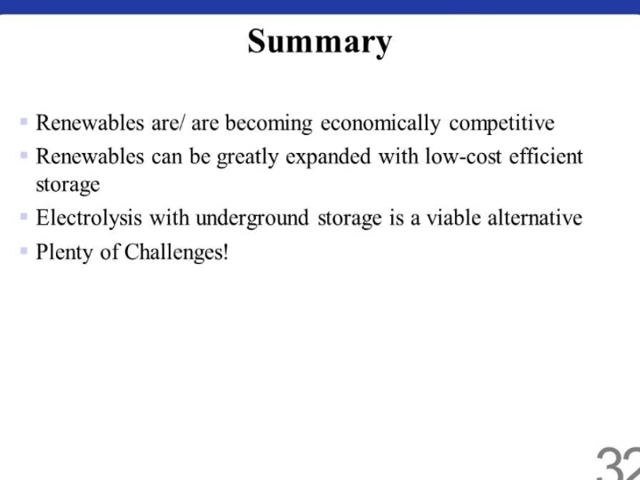 Summary
Renewables are/ are becoming economically competitive
Renewables can be greatly expanded with low-cost efficient
storage
Electrolysis with underground storage is a viable alternative
Plenty of Challenges!
32